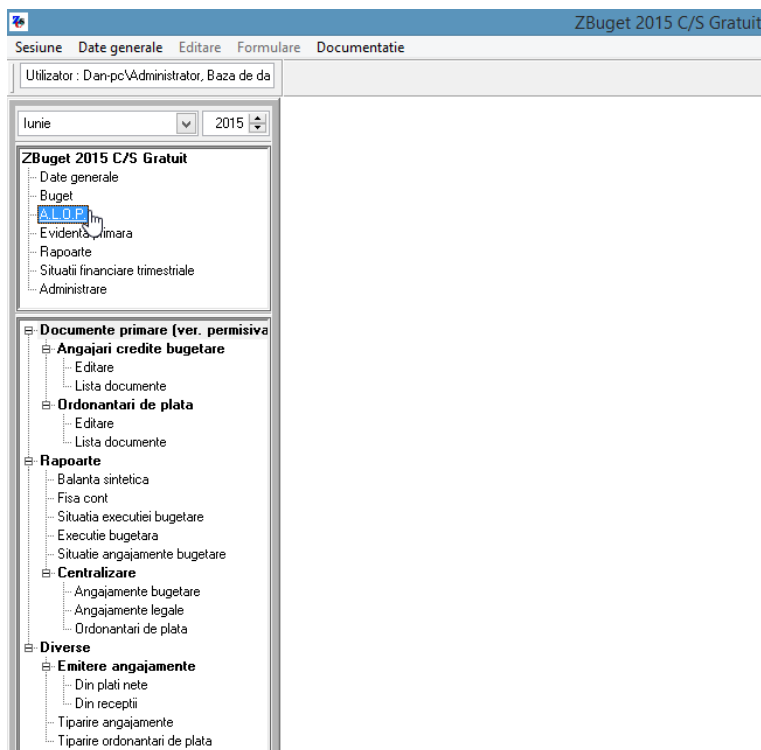 ZBuget 2015 C/S Gratuit
Sesiune Date generale Editare Formulare Documentatie
Utilizator : Dan-pc\Administrator, Baza de da
Iunie 2015
ZBuget 2015 C/S Gratuit
Date generale
Buget
A.L.O.P.
Evidenta primara
Rapoarte
Situatii financiare trimestriale
Administrare
Documente primare (ver. permisiva
Angajari credite bugetare
Editare
Lista documente
Ordonantari de plata
Editare
Lista documente
Rapoarte
Balanta sintetica
Fisa cont
Situatia executiei bugetare
Executie bugetara
Situatie angajamente bugetare
Centralizare
Angajamente bugetare
Angajamente legale
Ordonantari de plata
Diverse
Emitere angajamente
Din plati nete
Din receptii
Tiparire angajamente
Tiparire ordonantari de plata